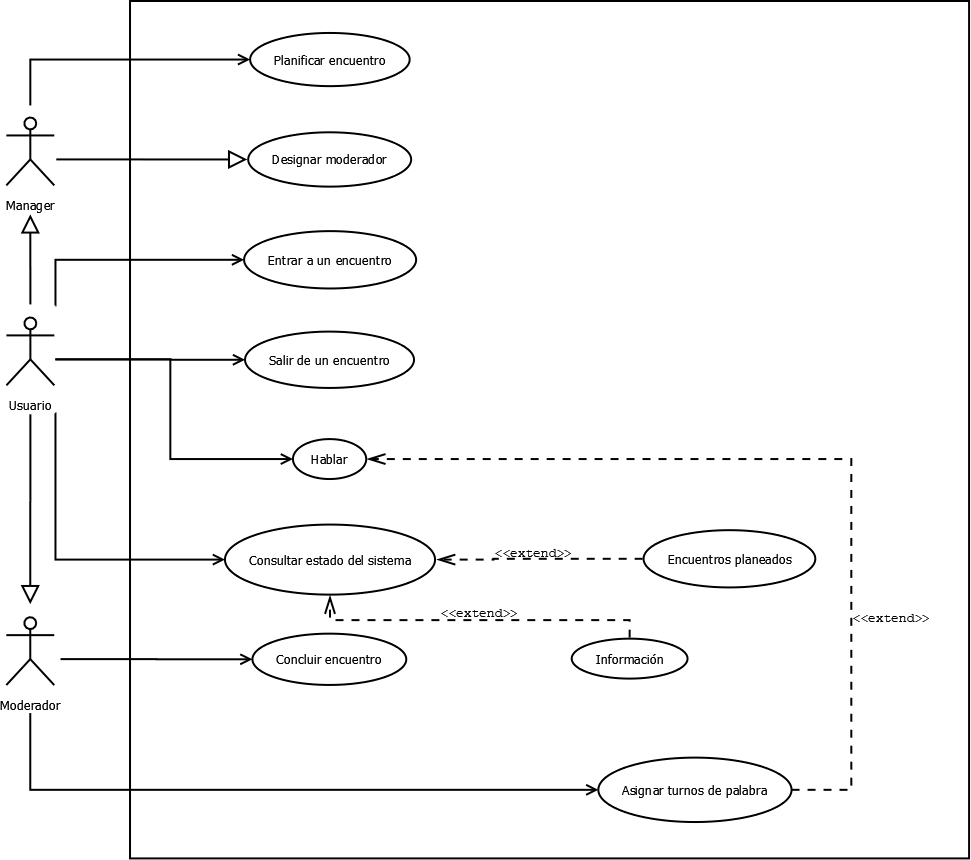 Planificar encuentro
Designar moderador
Manager
Entrar a un encuentro
Salir de un encuentro
Usuario
Hablar
<<extend>>
Consultar estado del sistema
Encuentros planeados
<<extend>>
<<extend>>
Concluir encuentro
Información
Moderador
Asignar turnos de palabra